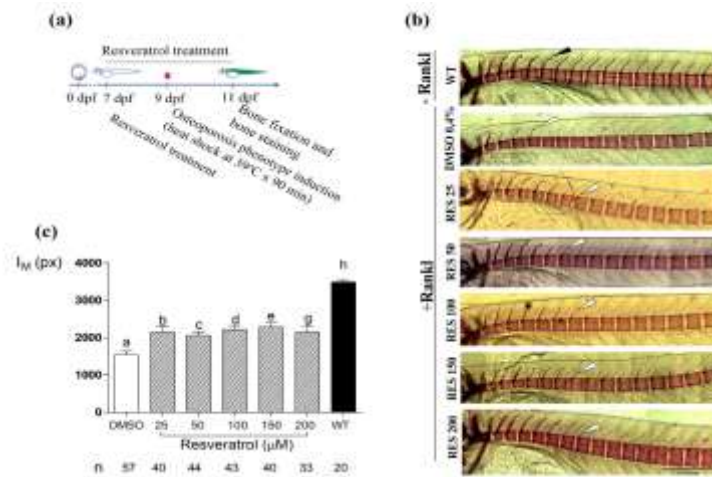 (a)
Resveratrol treatment
0 dpf
7 dpf
9 dpf
11 dpf
Resveratrol treatment
Osteoporosis phenotype induction
(heat shock at 39ºC × 90 min)
Bone fixation and
bone staining
(b)
- Rankl
WT
+Rankl
DMSO 0,4%
RES 25
RES 50
RES 100
RES 150
RES 200
(c)
I_M (px)
4000
3000
2000
1000
0
a
b
c
d
e
g
h
DMSO 25 50 100 150 200 WT
Resveratrol (µM)
n 57 40 44 43 40 33 20